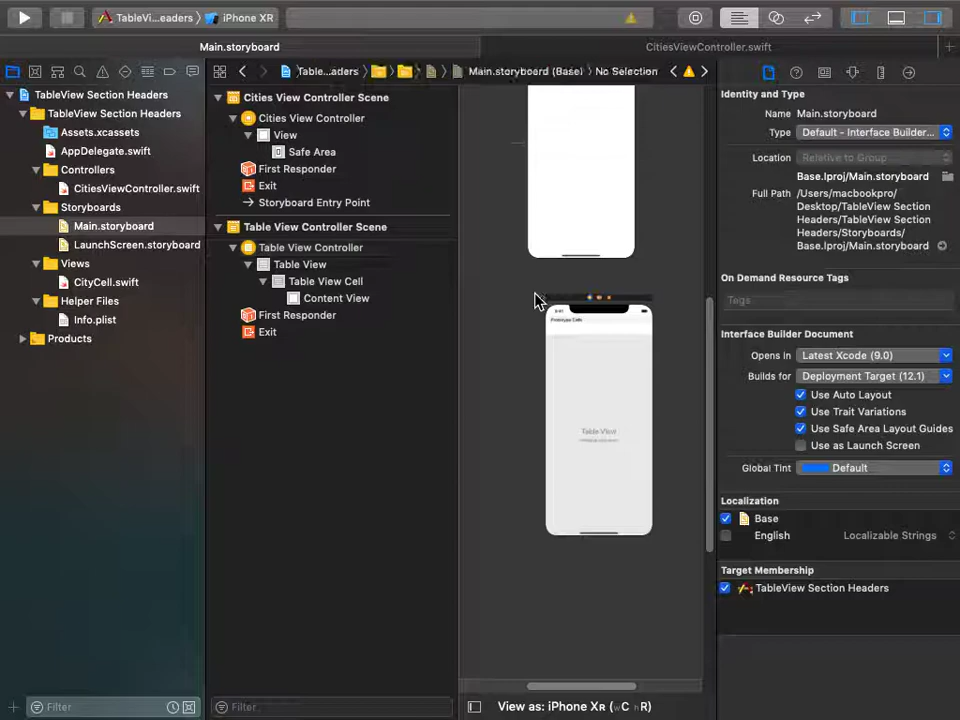 TableVi...eaders
iPhone XR
Main.storyboard
CitiesViewController.swift
Table...aders
Main.storyboard (Base)
No Selection
TableView Section Headers
TableView Section Headers
Assets.xcassets
AppDelegate.swift
Controllers
CitiesViewController.swift
Storyboards
Main.storyboard
LaunchScreen.storyboard
Views
CityCell.swift
Helper Files
Info.plist
Products
Filter
Cities View Controller Scene
Cities View Controller
View
Safe Area
First Responder
Exit
Storyboard Entry Point
Table View Controller Scene
Table View Controller
Table View
Table View Cell
Content View
First Responder
Exit
Filter
9:41
Prototype Cells
Table View
View as: iPhone XR (wC hR)
Identity and Type
Name Main.storyboard
Type Default - Interface Builder...
Location Relative to Group
Base.lproj/Main.storyboard
Full Path /Users/macbookpro/
Desktop/TableView Section
Headers/TableView Section
Headers/Storyboards/
Base.lproj/Main.storyboard
On Demand Resource Tags
Tags
Interface Builder Document
Opens in Latest Xcode (9.0)
Builds for Deployment Target (12.1)
Use Auto Layout
Use Trait Variations
Use Safe Area Layout Guides
Use as Launch Screen
Global Tint Default
Localization
Base
English Localizable Strings
Target Membership
TableView Section Headers